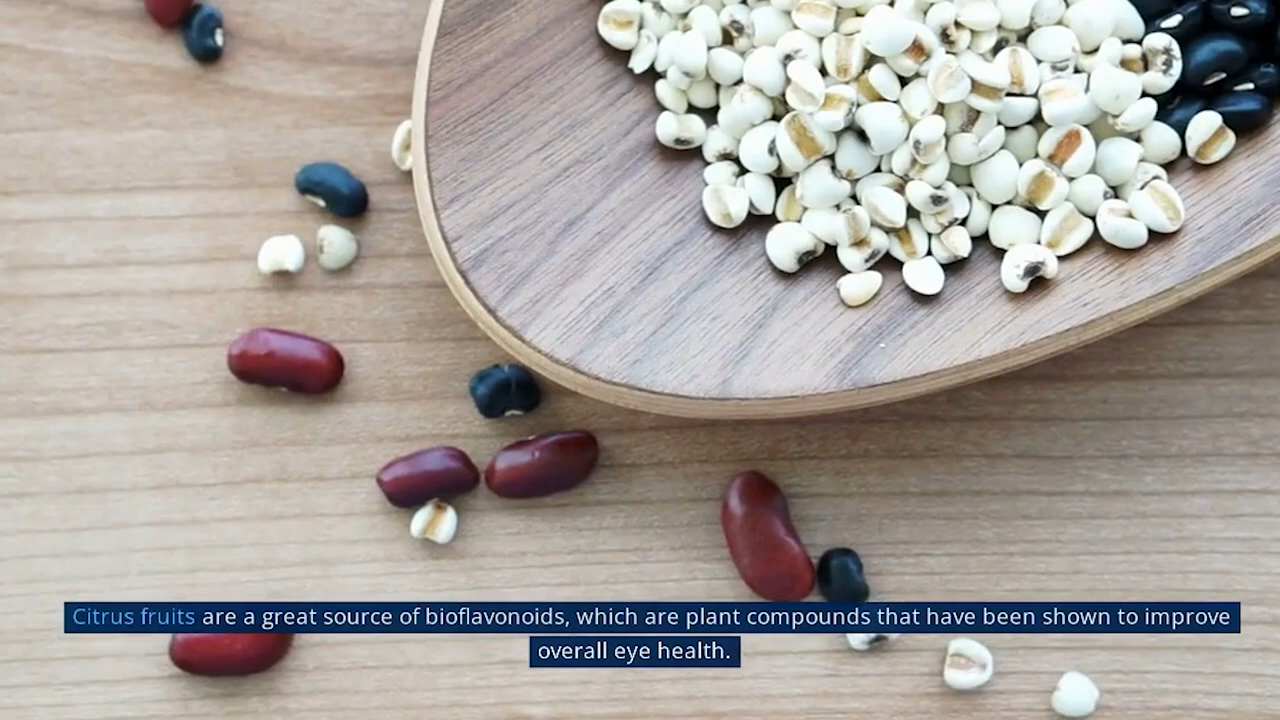 Citrus fruits are a great source of bioflavonoids, which are plant compounds that have been shown to improve
overall eye health.